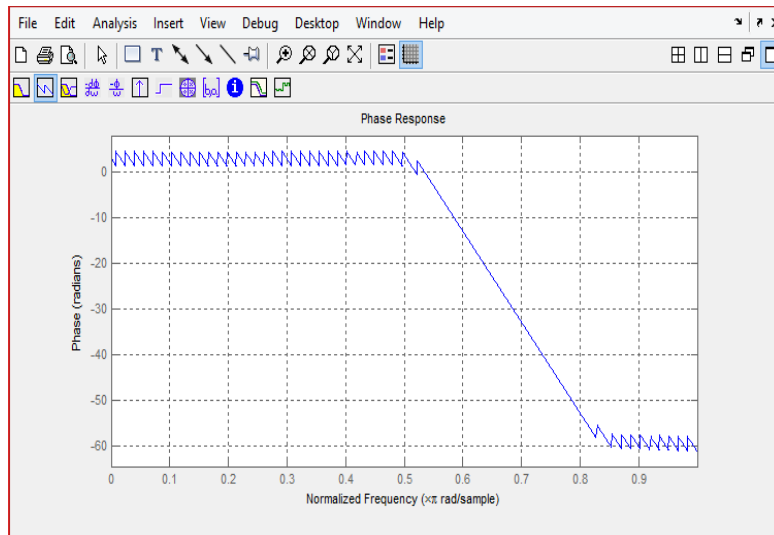 File Edit Analysis Insert View Debug Desktop Window Help
Phase Response
Phase (radians)
0
-10
-20
-30
-40
-50
-60
0 0.1 0.2 0.3 0.4 0.5 0.6 0.7 0.8 0.9
Normalized Frequency (×π rad/sample)